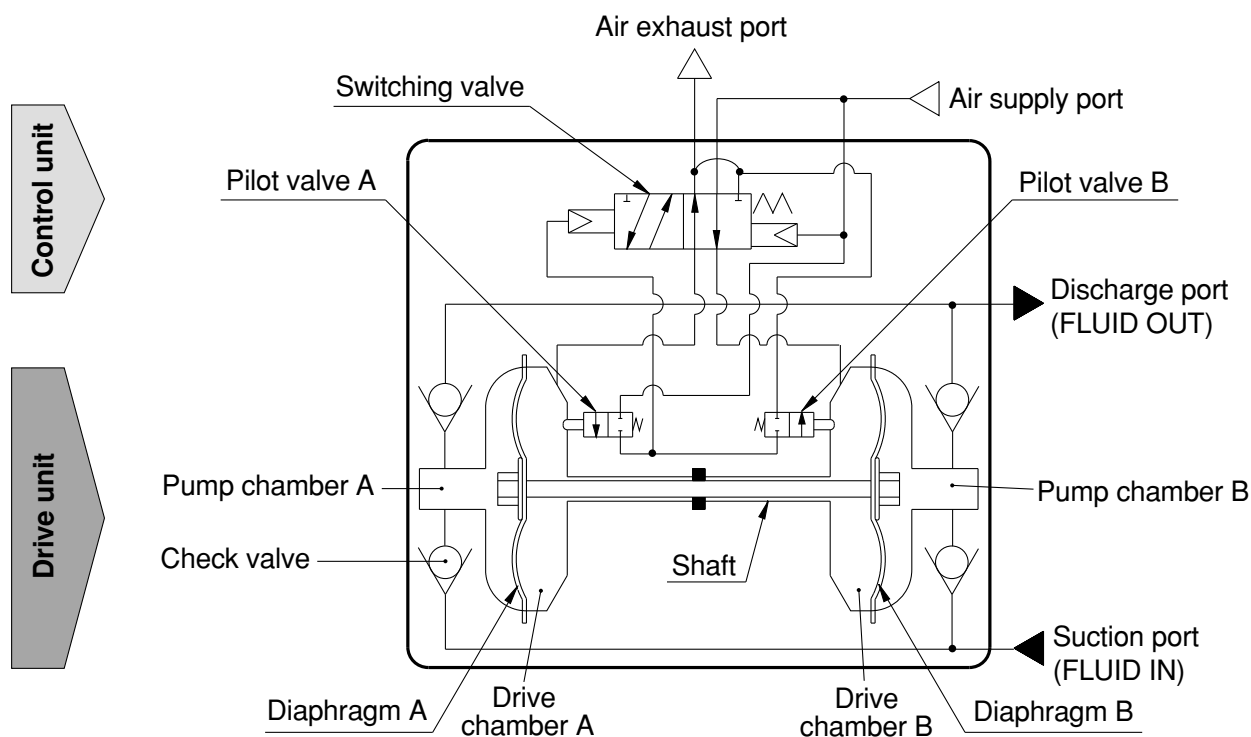 Air exhaust port
Switching valve
Air supply port
Control unit
Pilot valve A
Pilot valve B
Discharge port
(FLUID OUT)
Drive unit
Pump chamber A
Pump chamber B
Check valve
Shaft
Suction port
(FLUID IN)
Diaphragm A
Drive
chamber A
Drive
chamber B
Diaphragm B